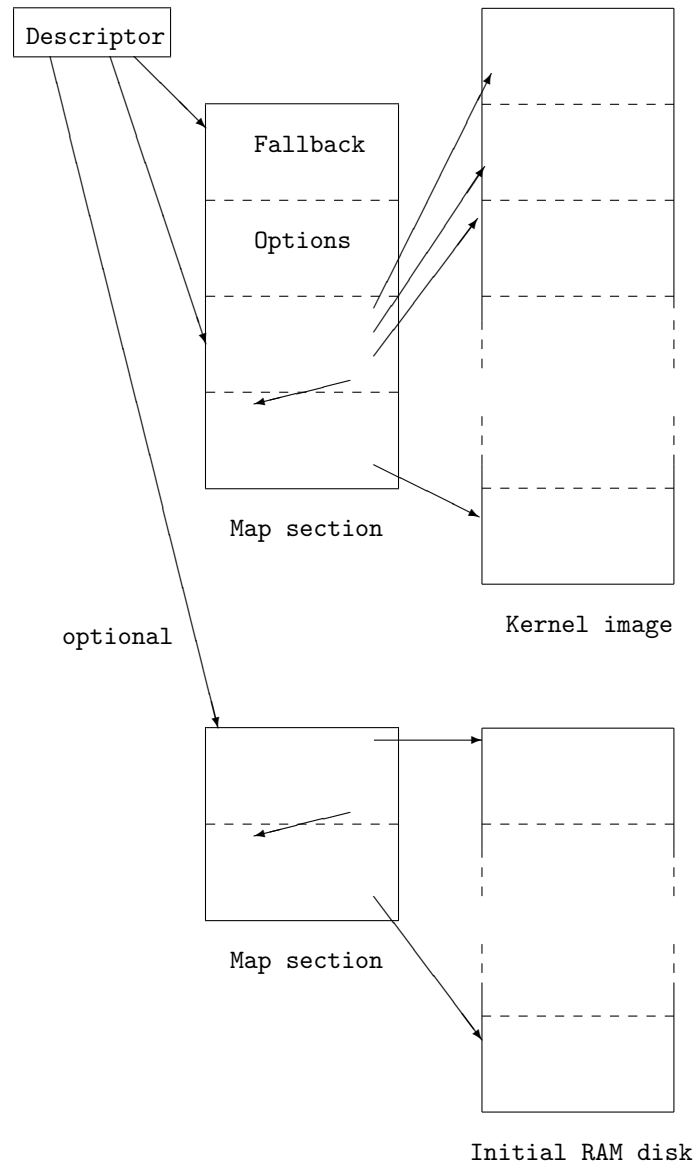 Descriptor
Fallback
Options
Map section
Kernel image
optional
Map section
Initial RAM disk